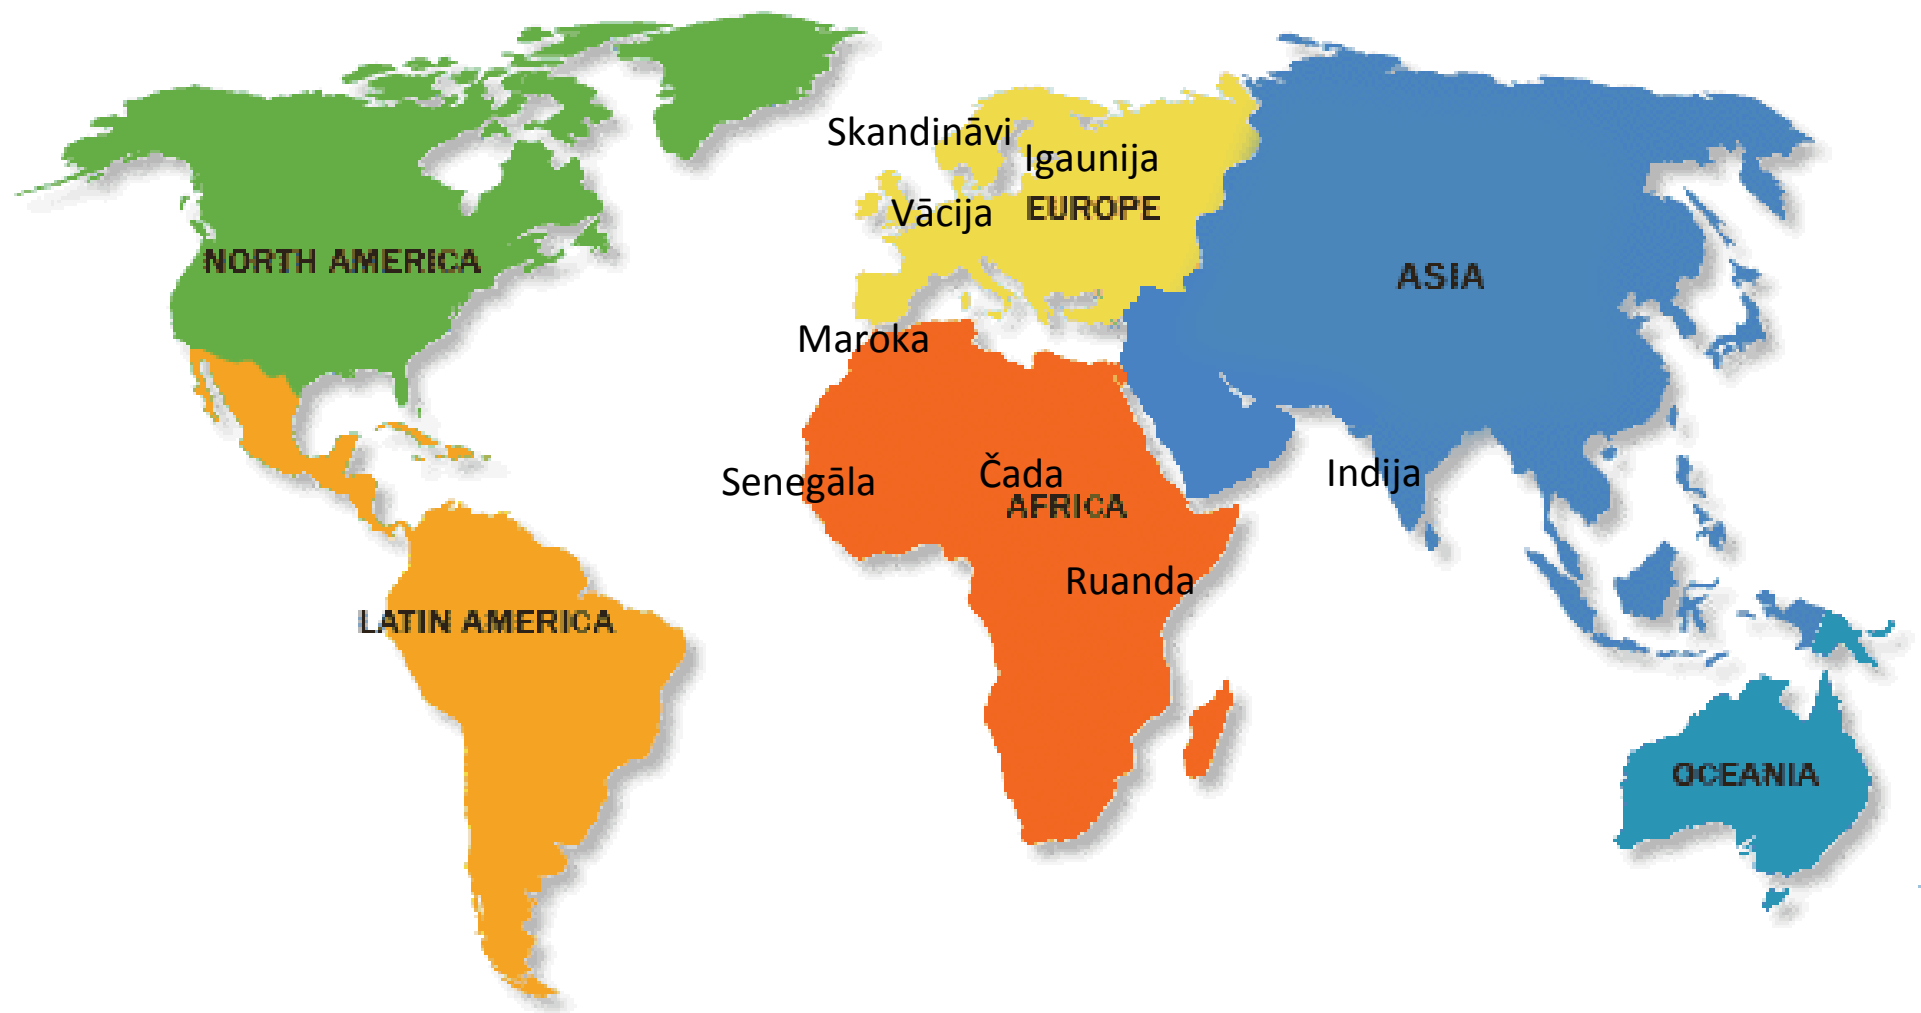 Skandināvi
Igaunija
Vācija
EUROPE
NORTH AMERICA
ASIA
Maroka
Senegāla
Čada
Indija
AFRICA
Ruanda
LATIN AMERICA
OCEANIA